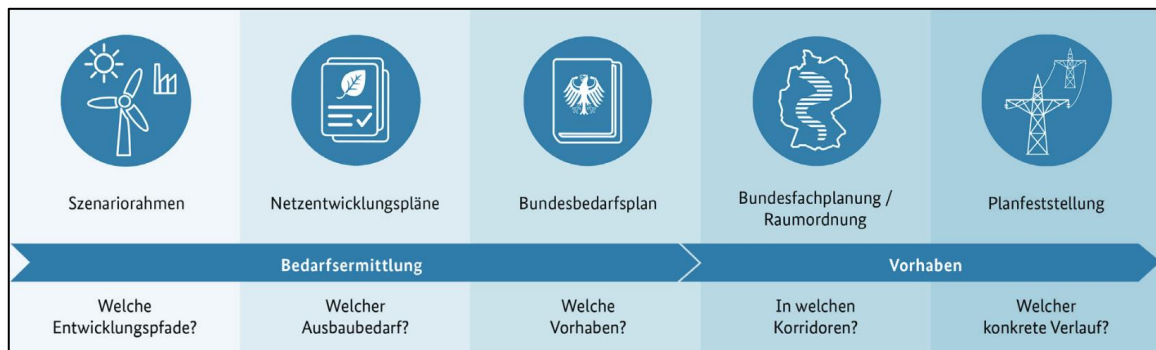 Szenariorahmen
Netzentwicklungspläne
Bundesbedarfsplan
Bundesfachplanung /
Raumordnung
Planfeststellung
Bedarfsermittlung
Vorhaben
Welche
Entwicklungspfade?
Welcher
Ausbaubedarf?
Welche
Vorhaben?
In welchen
Korridoren?
Welcher
konkrete Verlauf?